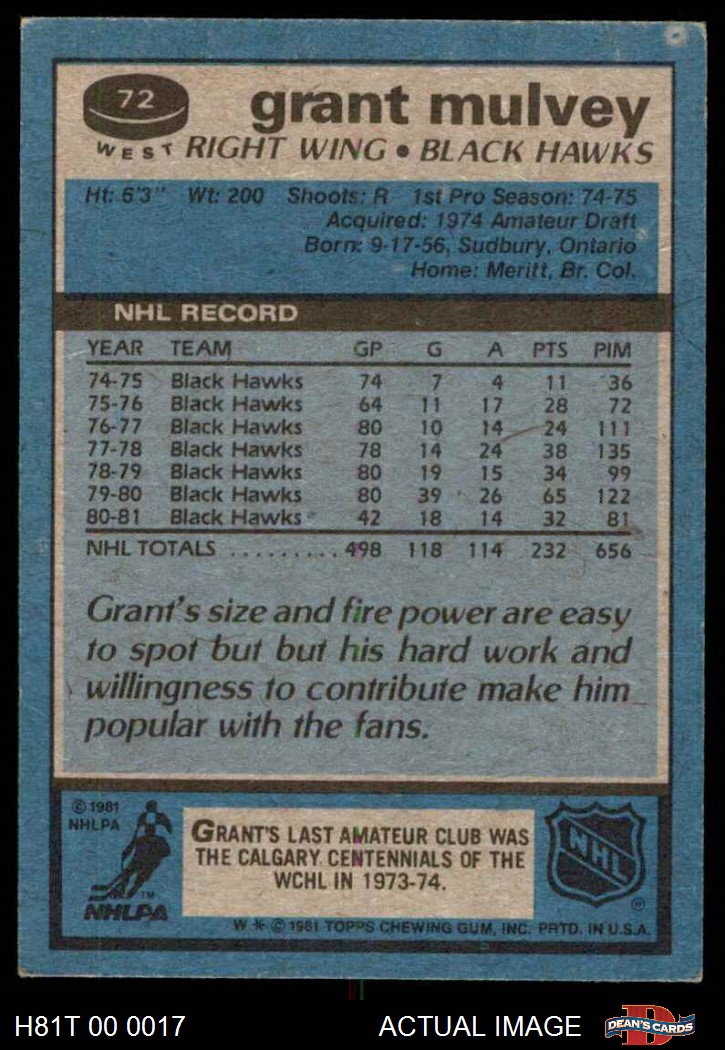 72
WEST
grant mulvey
RIGHT WING • BLACK HAWKS
Ht: 6'3" Wt: 200 Shoots: R 1st Pro Season: 74-75
Acquired: 1974 Amateur Draft
Born: 9-17-56, Sudbury, Ontario
Home: Meritt, Br. Col.
NHL RECORD
YEAR TEAM GP G A PTS PIM
74-75 Black Hawks 74 7 4 11 36
75-76 Black Hawks 64 11 17 28 72
76-77 Black Hawks 80 10 14 24 111
77-78 Black Hawks 78 14 24 38 135
78-79 Black Hawks 80 19 15 34 99
79-80 Black Hawks 80 39 26 65 122
80-81 Black Hawks 42 18 14 32 81
NHL TOTALS .......... 498 118 114 232 656
Grant's size and fire power are easy
to spot but but his hard work and
willingness to contribute make him
popular with the fans.
© 1981
NHLPA
TM
NHLPA
GRANT'S LAST AMATEUR CLUB WAS
THE CALGARY CENTENNIALS OF THE
WCHL IN 1973-74.
NHL
W * © 1981 TOPPS CHEWING GUM, INC. PRTD. IN U.S.A.
H81T 00 0017 ACTUAL IMAGE
D
DEAN'S CARDS